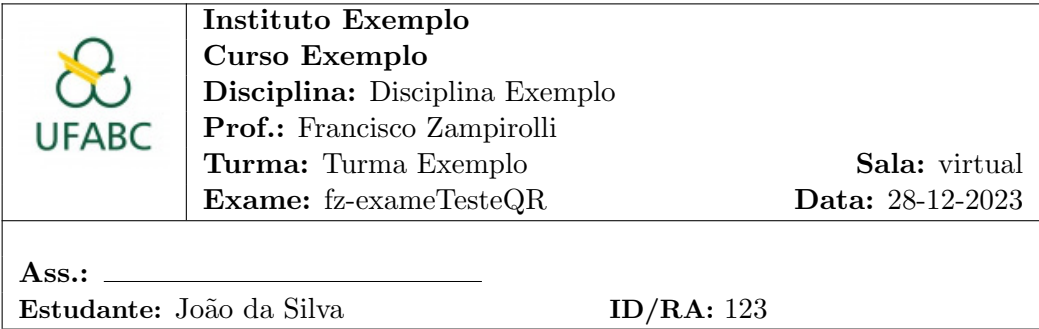 UFABC
Instituto Exemplo
Curso Exemplo
Disciplina: Disciplina Exemplo
Prof.: Francisco Zampirolli
Turma: Turma Exemplo Sala: virtual
Exame: fz-exameTesteQR Data: 28-12-2023
Ass.:
Estudante: João da Silva ID/RA: 123